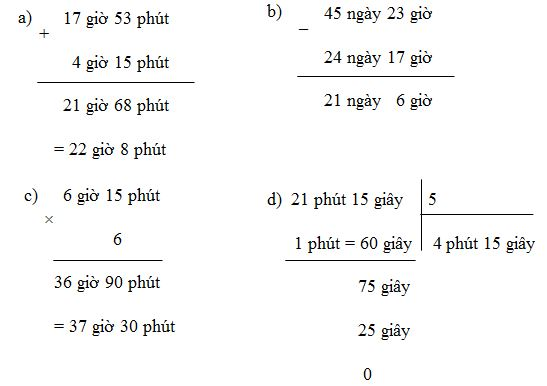 a) 17 giờ 53 phút
+
4 giờ 15 phút
21 giờ 68 phút
= 22 giờ 8 phút
b) 45 ngày 23 giờ
−
24 ngày 17 giờ
21 ngày 6 giờ
c) 6 giờ 15 phút
×
6
36 giờ 90 phút
= 37 giờ 30 phút
d) 21 phút 15 giây 5
1 phút = 60 giây 4 phút 15 giây
75 giây
25 giây
0